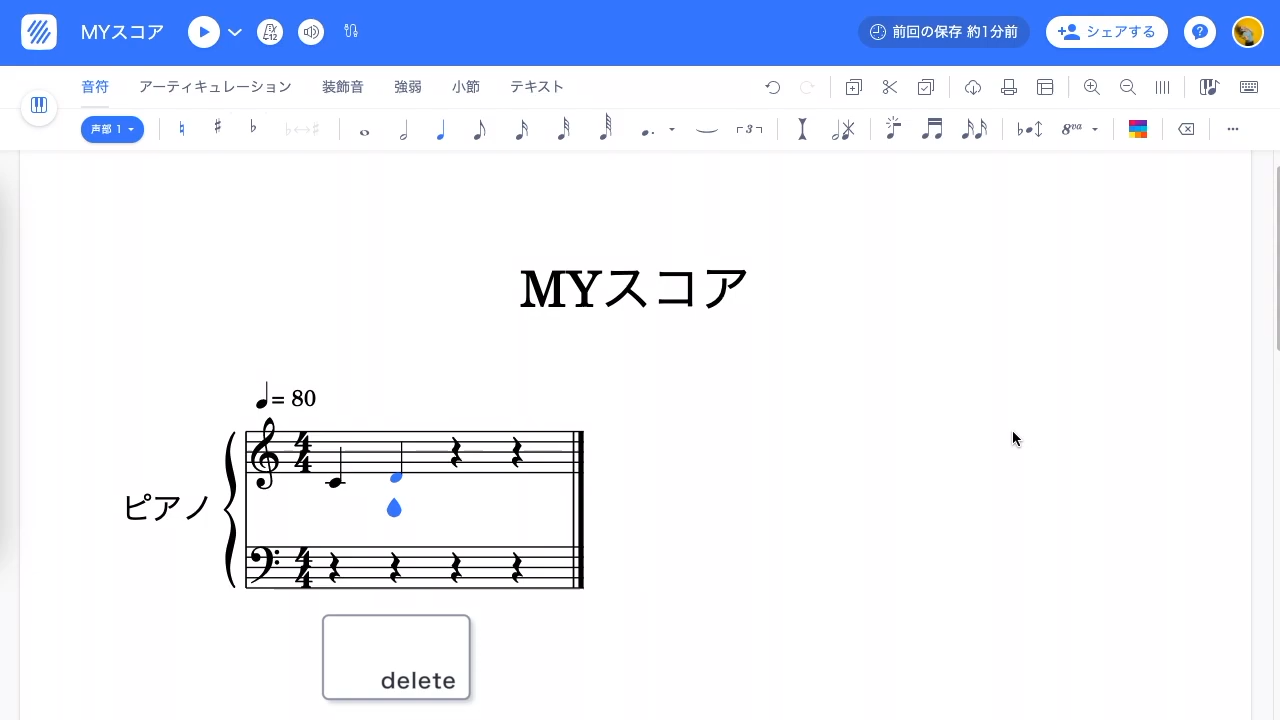 MYスコア
前回の保存 約1分前
シェアする
音符 アーティキュレーション 装飾音 強弱 小節 テキスト
声部 1
3
8va
MYスコア
= 80
ピアノ
delete